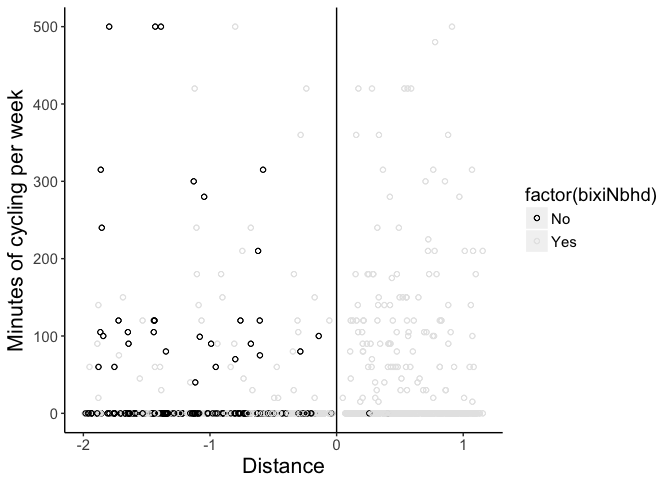 Minutes of cycling per week
500
400
300
200
100
0
-2
-1
0
1
Distance
factor(bixiNbhd)
No
Yes